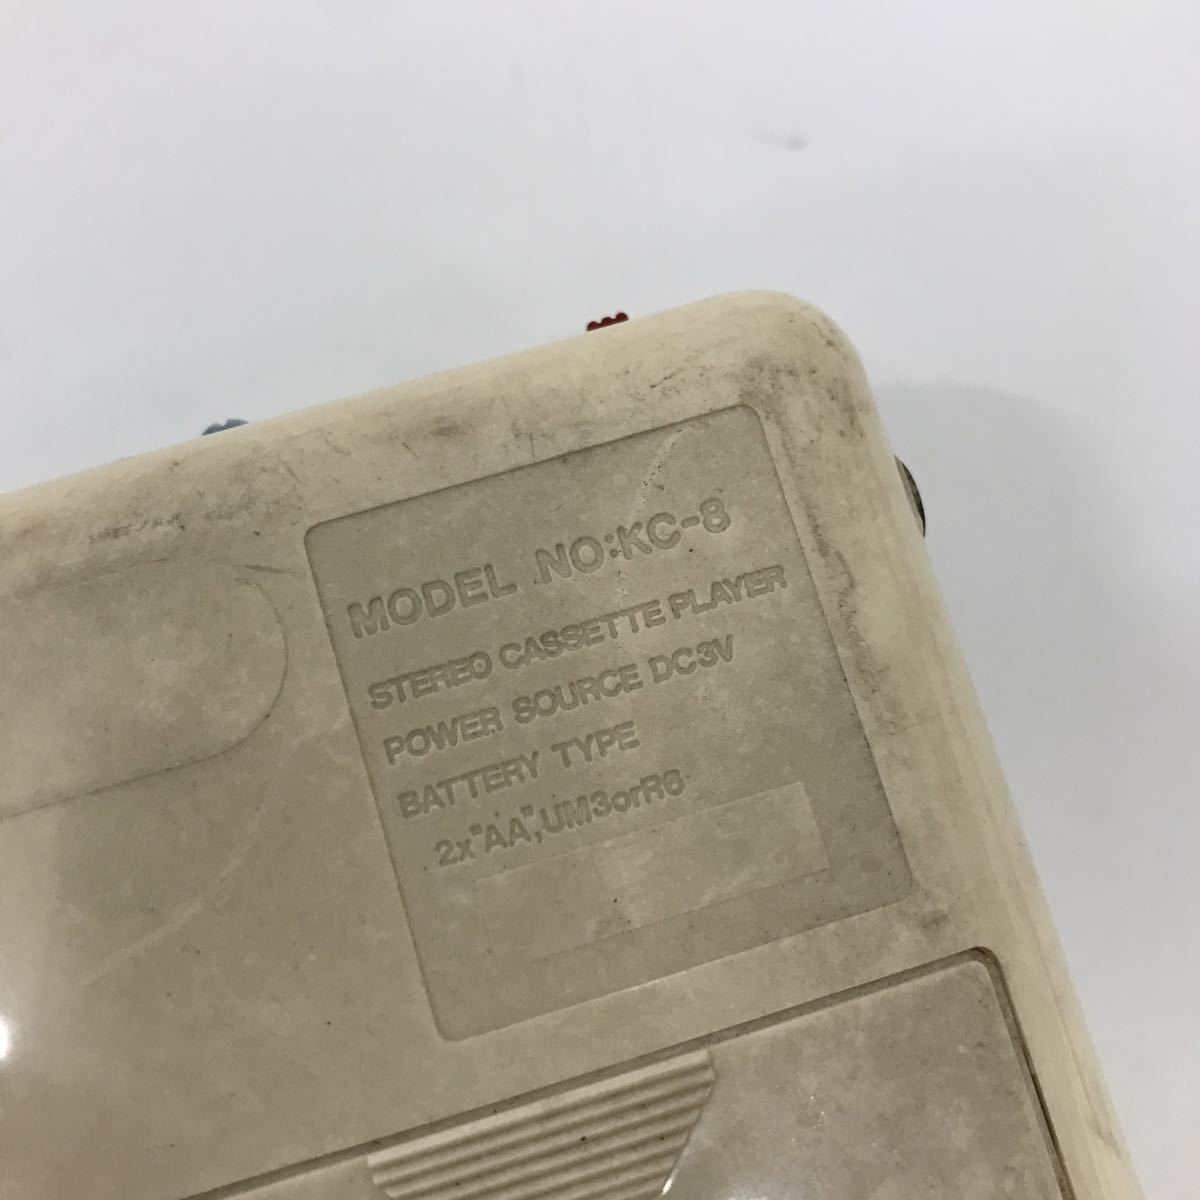 MODEL NO:KC-8
STEREO CASSETTE PLAYER
POWER SOURCE DC3V
BATTERY TYPE
2x"AA",UM3orR6